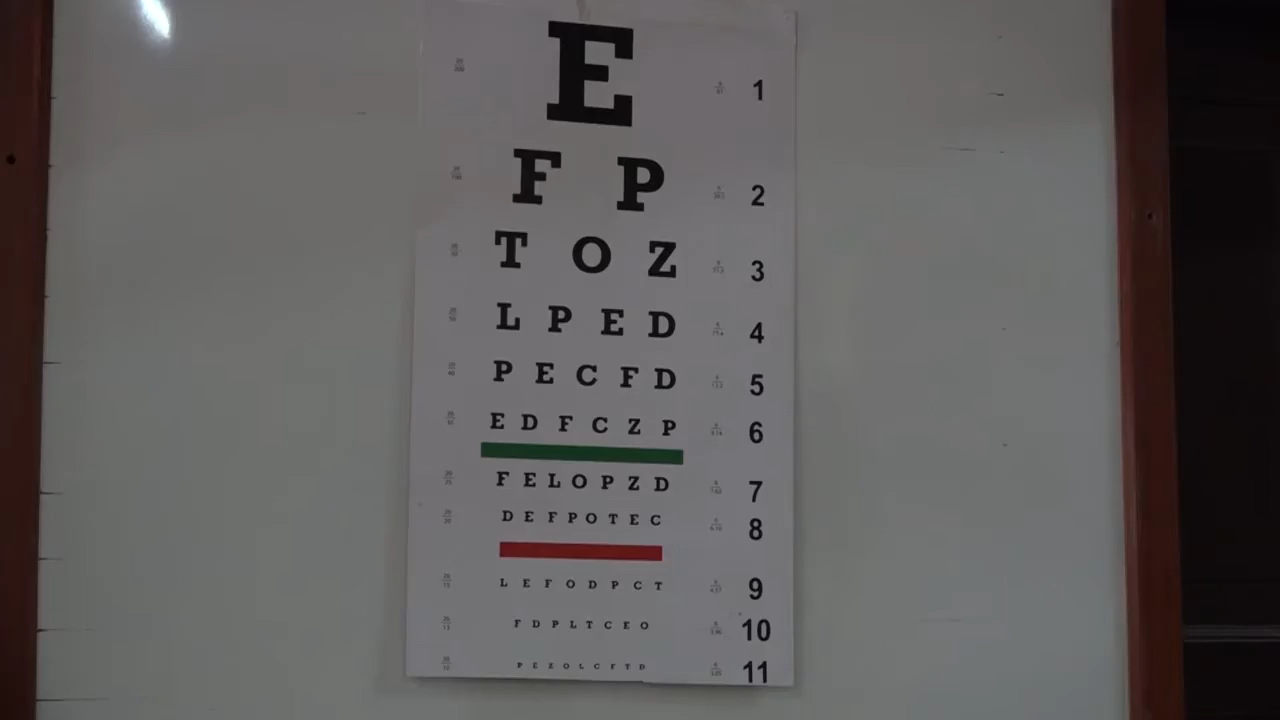 E 1
F P 2
T O Z 3
L P E D 4
P E C F D 5
E D F C Z P 6
F E L O P Z D 7
D E F P O T E C 8
L E F O D P C T 9
F D P L T C E O 10
P E Z O L C F T D 11